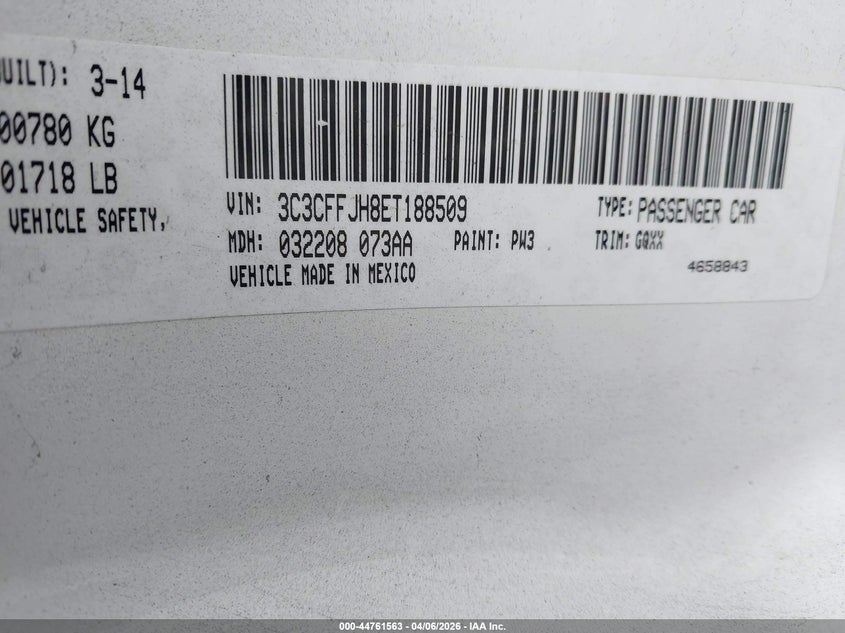 UILT): 3-14
00780 KG
01718 LB
VEHICLE SAFETY,
VIN: 3C3CFFJH8ET188509 TYPE: PASSENGER CAR
MDH: 032208 073AA PAINT: PW3 TRIM: GQXX
VEHICLE MADE IN MEXICO 4658843
000-44761563 - 04/06/2026 - IAA Inc.